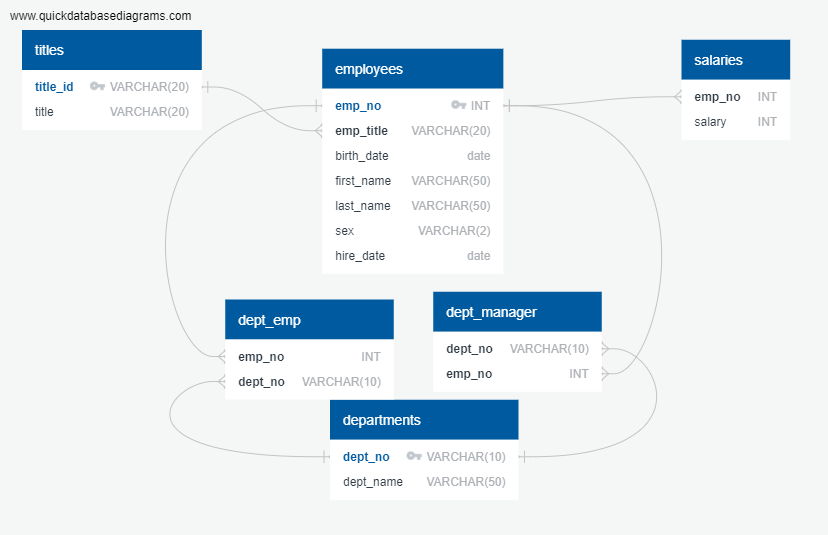 www.quickdatabasediagrams.com
titles
title_id VARCHAR(20)
title VARCHAR(20)
employees
emp_no INT
emp_title VARCHAR(20)
birth_date date
first_name VARCHAR(50)
last_name VARCHAR(50)
sex VARCHAR(2)
hire_date date
salaries
emp_no INT
salary INT
dept_emp
emp_no INT
dept_no VARCHAR(10)
dept_manager
dept_no VARCHAR(10)
emp_no INT
departments
dept_no VARCHAR(10)
dept_name VARCHAR(50)